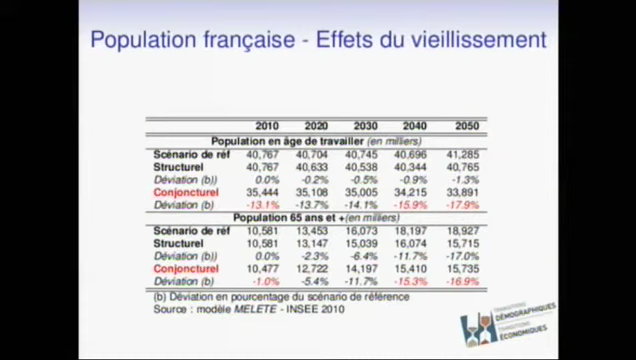 Population française - Effets du vieillissement
2010 2020 2030 2040 2050
Population en âge de travailler (en milliers)
Scénario de réf 40,767 40,704 40,745 40,696 41,285
Structurel 40,767 40,633 40,538 40,344 40,765
Déviation (b)) 0.0% -0.2% -0.5% -0.9% -1.3%
Conjoncturel 35,444 35,108 35,005 34,215 33,891
Déviation (b) -13.1% -13.7% -14.1% -15.9% -17.9%
Population 65 ans et +(en milliers)
Scénario de réf 10,581 13,453 16,073 18,197 18,927
Structurel 10,581 13,147 15,039 16,074 15,715
Déviation (b)) 0.0% -2.3% -6.4% -11.7% -17.0%
Conjoncturel 10,477 12,722 14,197 15,410 15,735
Déviation (b) -1.0% -5.4% -11.7% -15.3% -16.9%
(b) Déviation en pourcentage du scénario de référence
Source : modèle MELETE - INSEE 2010
TRANSITIONS
DÉMOGRAPHIQUES
TRANSITIONS
ÉCONOMIQUES